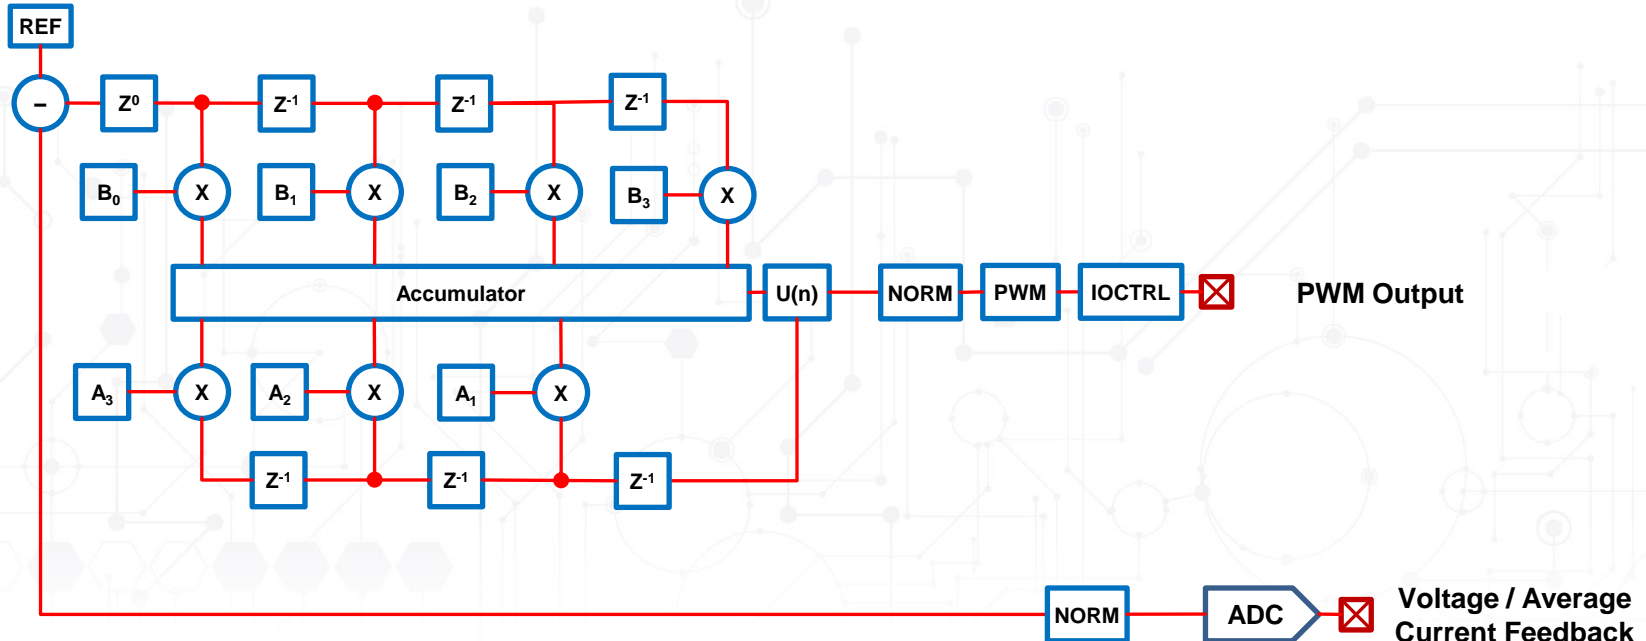 REF
– Z⁰ Z⁻¹ Z⁻¹ Z⁻¹
B₀ X B₁ X B₂ X B₃ X
Accumulator U(n) NORM PWM IOCTRL PWM Output
A₃ X A₂ X A₁ X
Z⁻¹ Z⁻¹ Z⁻¹
NORM ADC Voltage / Average
Current Feedback